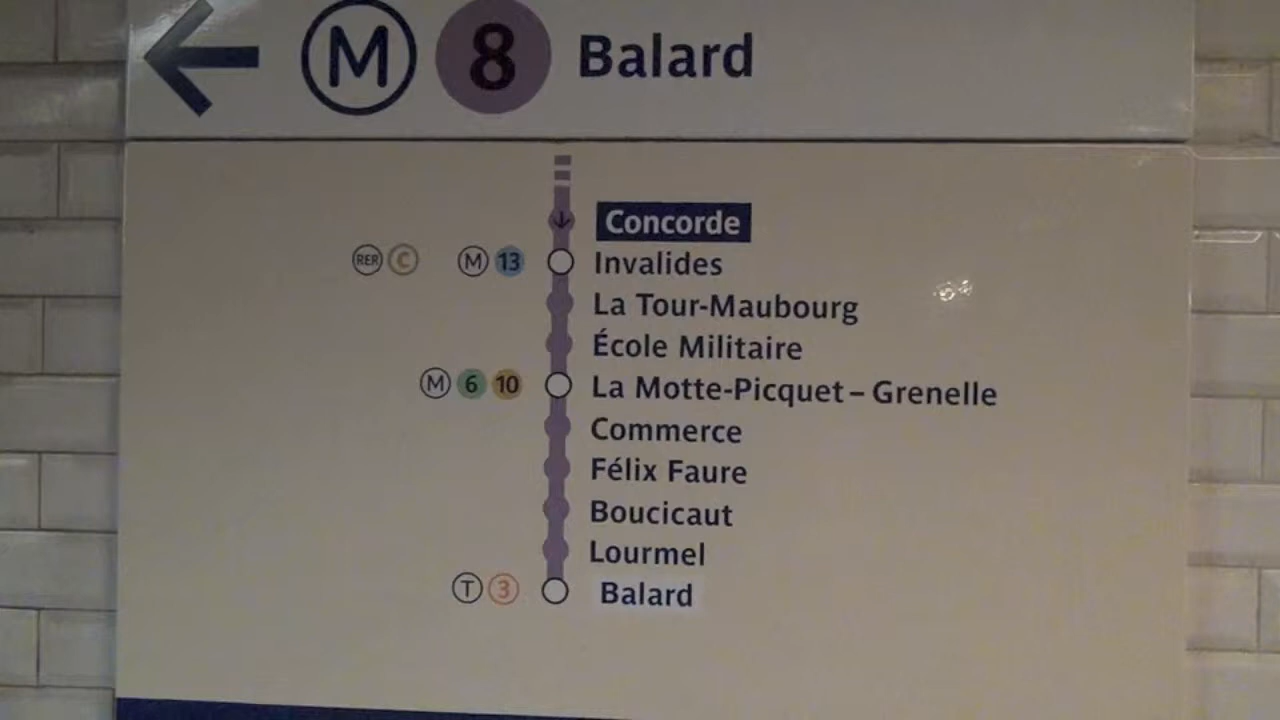 M 8 Balard
Concorde
RER C M 13 Invalides
La Tour-Maubourg
École Militaire
M 6 10 La Motte-Picquet – Grenelle
Commerce
Félix Faure
Boucicaut
Lourmel
T 3 Balard